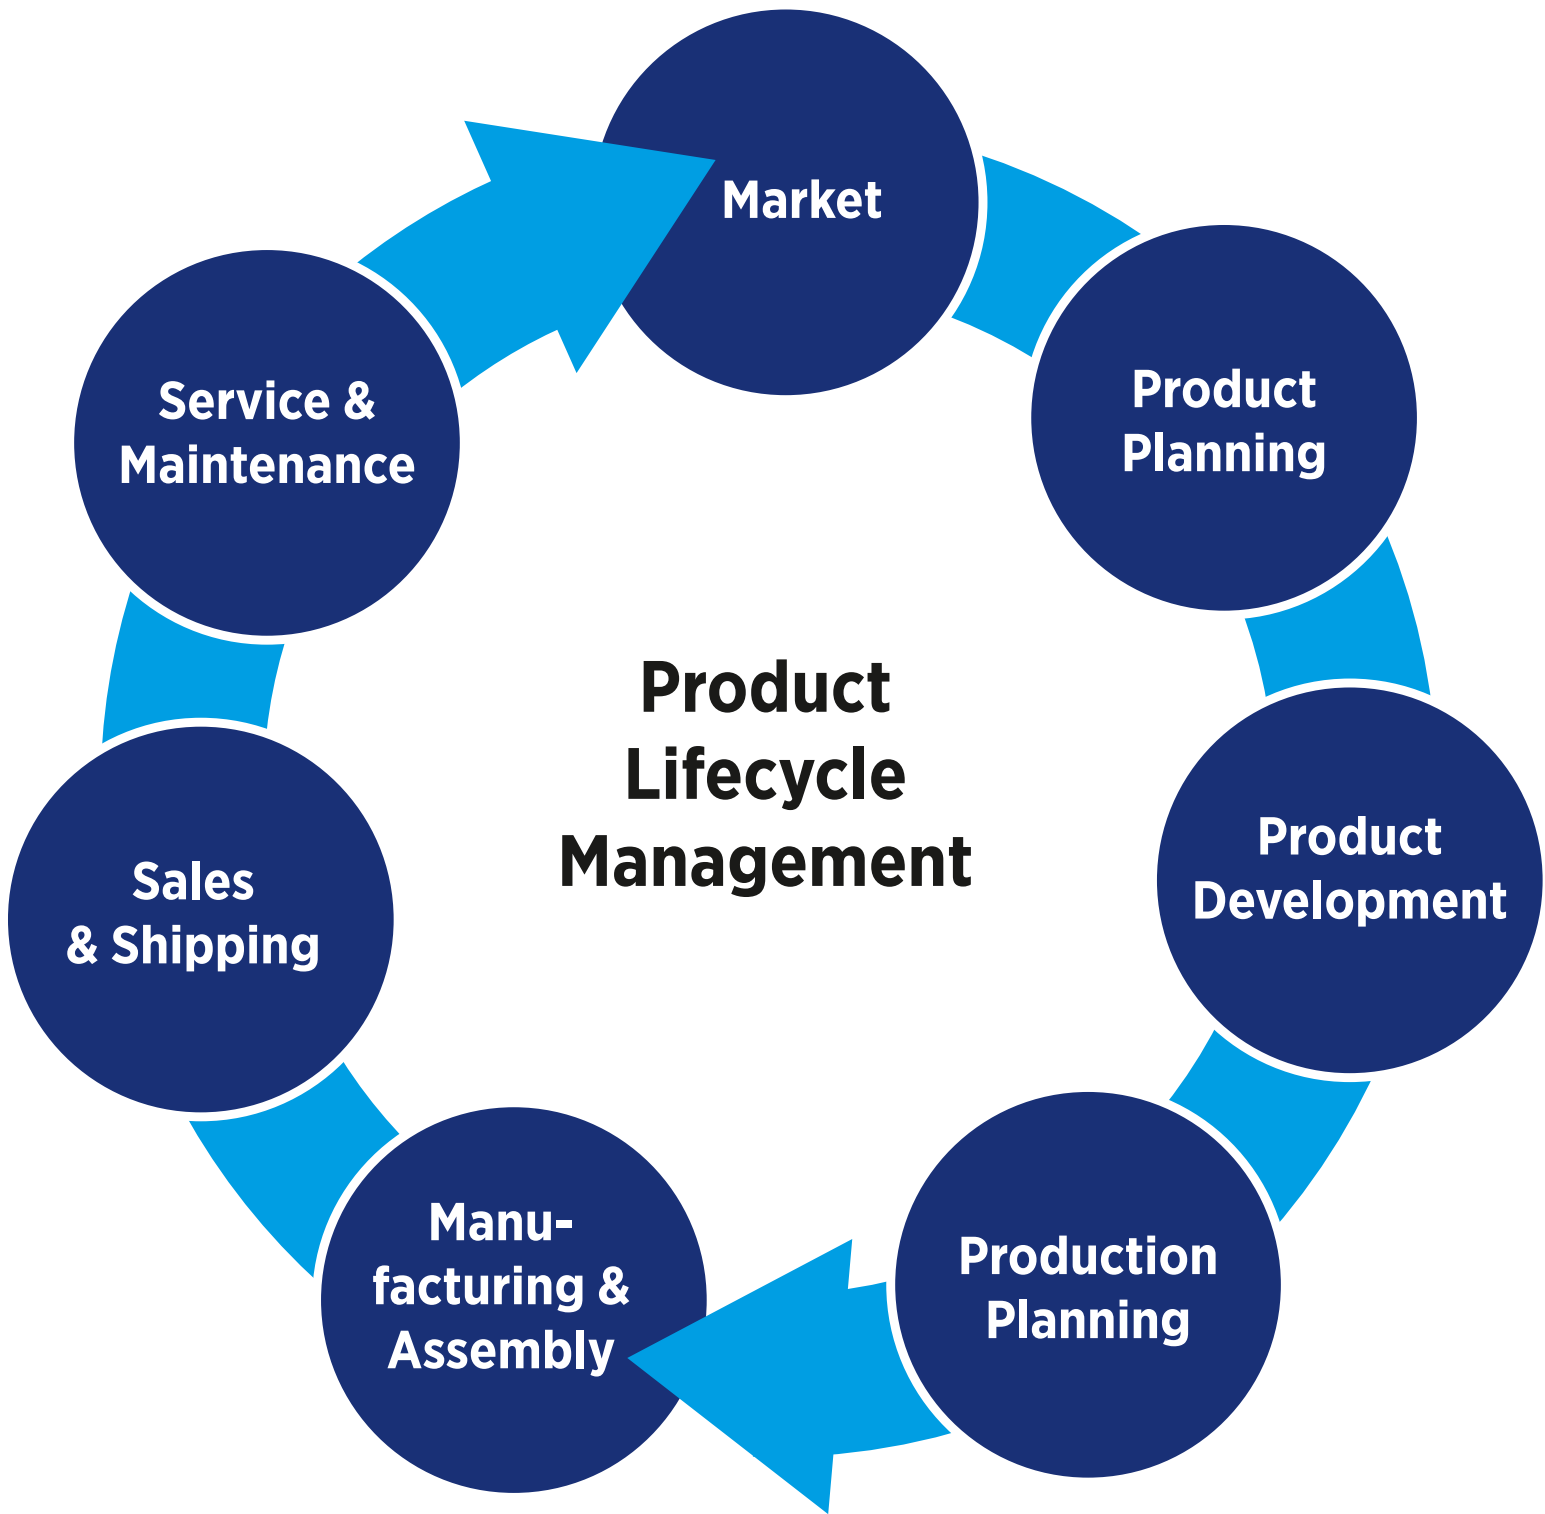 Market
Product
Planning
Product
Development
Production
Planning
Manu-
facturing &
Assembly
Sales
& Shipping
Service &
Maintenance
Product
Lifecycle
Management